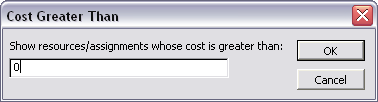 Cost Greater Than
Show resources/assignments whose cost is greater than:
OK
0
Cancel